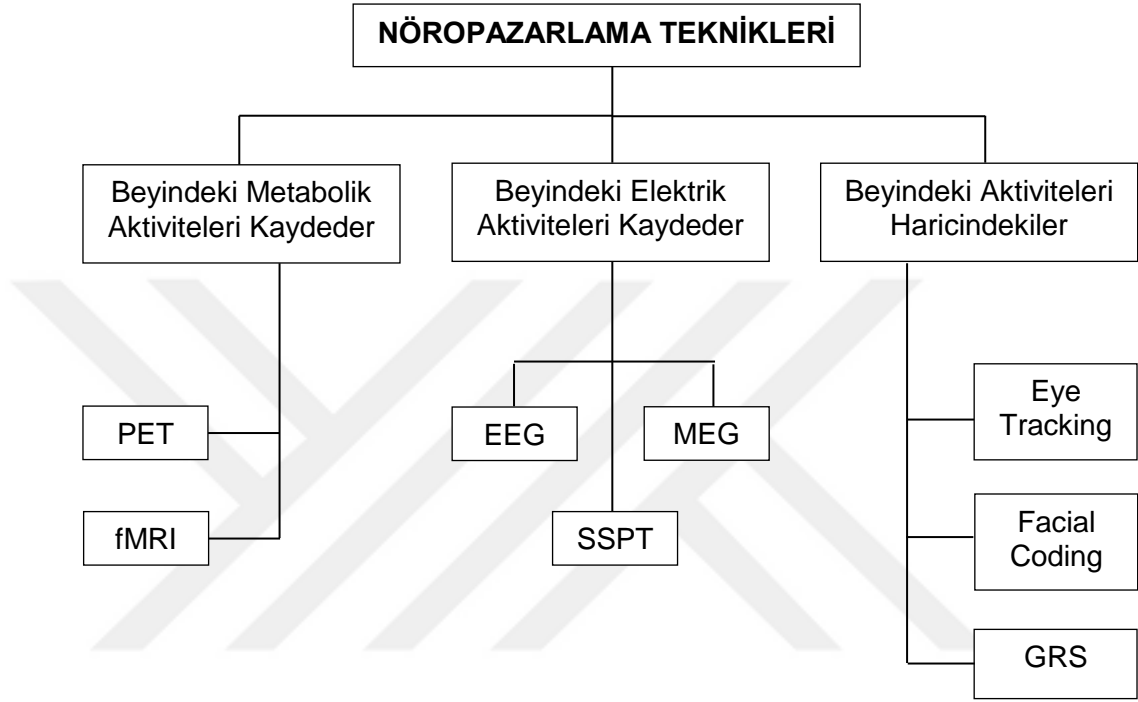 NÖROPAZARLAMA TEKNİKLERİ
Beyindeki Metabolik
Aktiviteleri Kaydeder
Beyindeki Elektrik
Aktiviteleri Kaydeder
Beyindeki Aktiviteleri
Haricindekiler
PET
fMRI
EEG
MEG
SSPT
Eye
Tracking
Facial
Coding
GRS